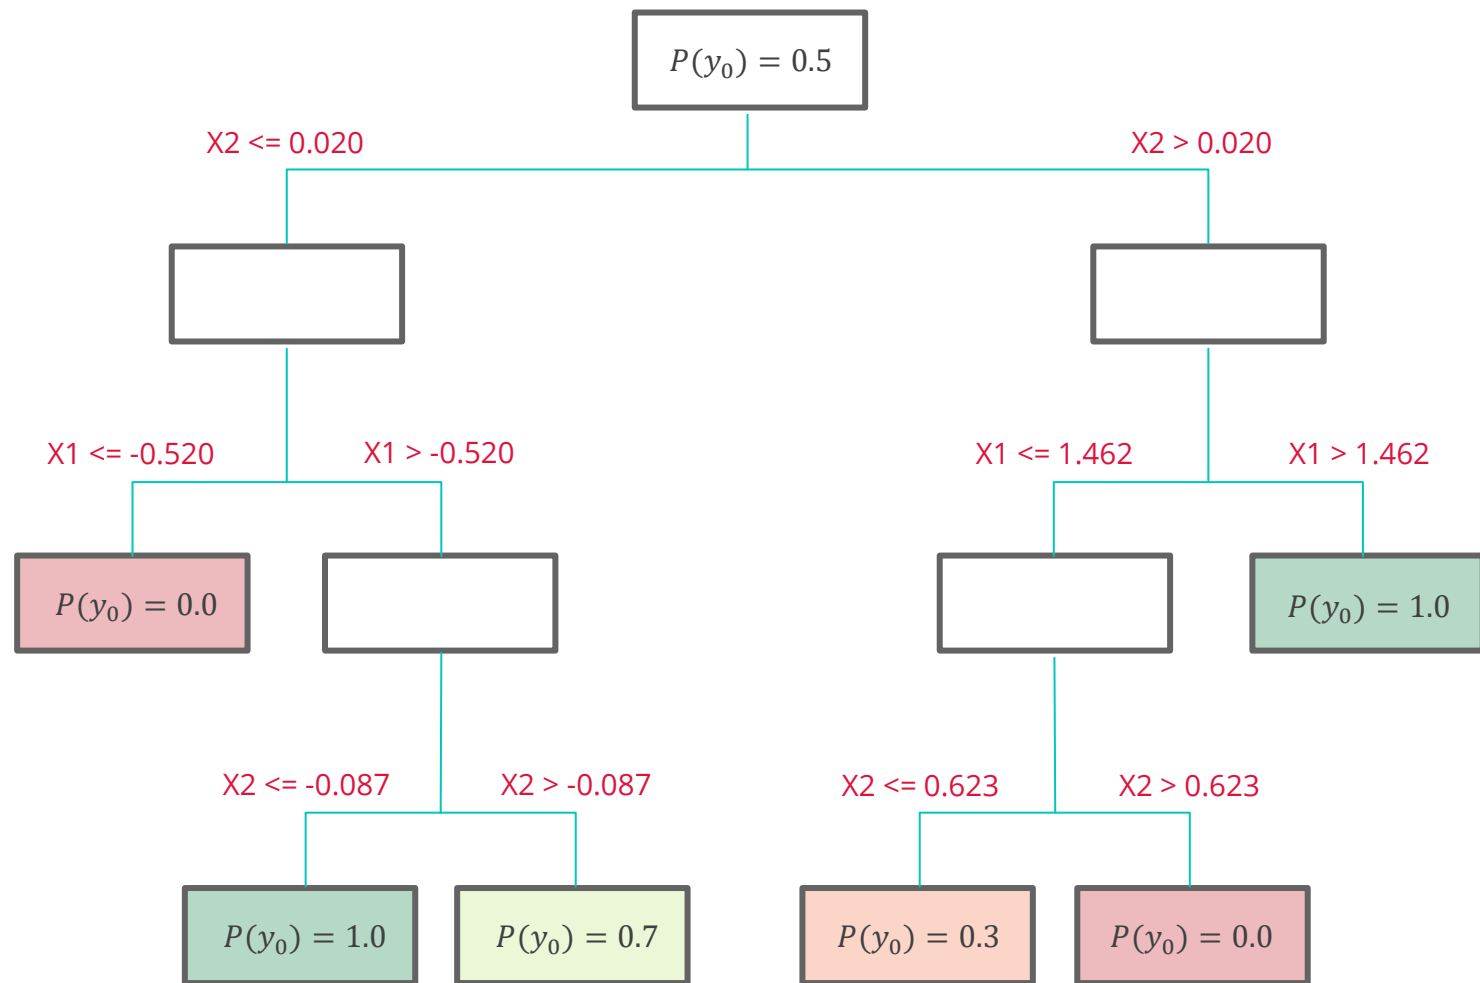 P(y₀) = 0.5
X2 <= 0.020
X2 > 0.020
X1 <= -0.520
X1 > -0.520
X1 <= 1.462
X1 > 1.462
P(y₀) = 0.0
P(y₀) = 1.0
X2 <= -0.087
X2 > -0.087
X2 <= 0.623
X2 > 0.623
P(y₀) = 1.0
P(y₀) = 0.7
P(y₀) = 0.3
P(y₀) = 0.0